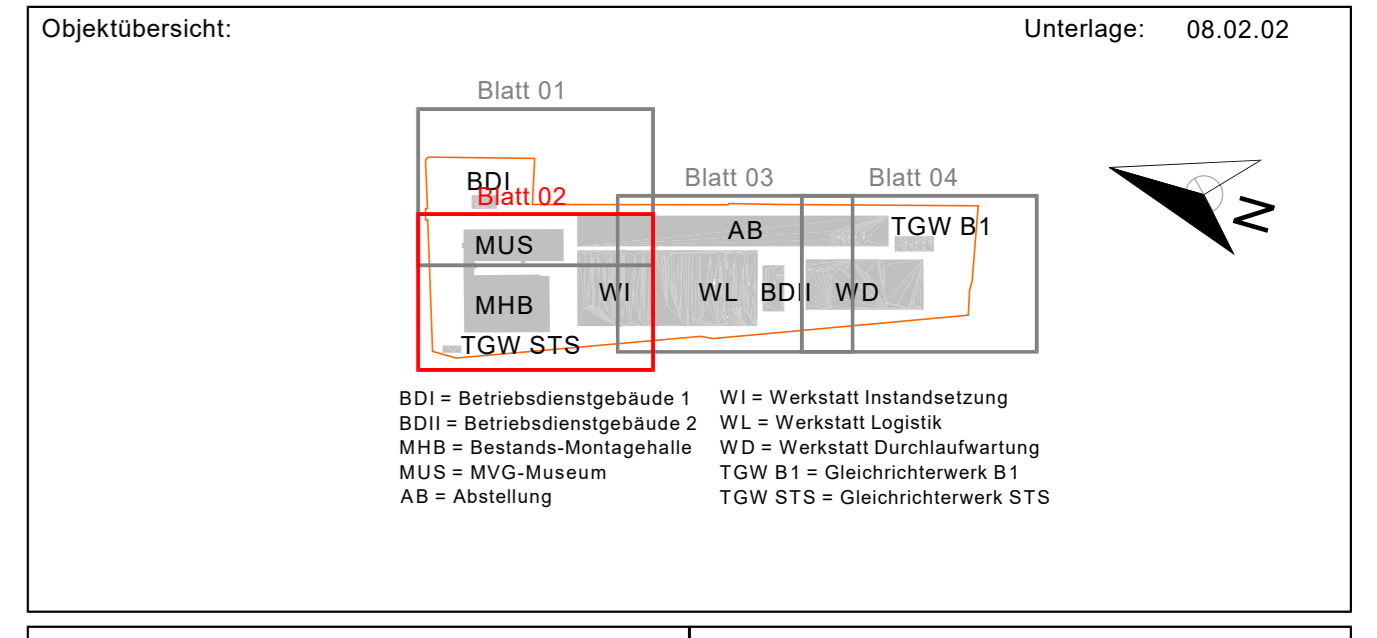 Objektübersicht:
Unterlage: 08.02.02
Blatt 01
Blatt 03
Blatt 04
BDI
Blatt 02
TGW B1
AB
MUS
WI
WL
BDII
WD
MHB
TGW STS
N
BDI = Betriebsdienstgebäude 1
BDII = Betriebsdienstgebäude 2
MHB = Bestands-Montagehalle
MUS = MVG-Museum
AB = Abstellung
WI = Werkstatt Instandsetzung
WL = Werkstatt Logistik
WD = Werkstatt Durchlaufwartung
TGW B1 = Gleichrichterwerk B1
TGW STS = Gleichrichterwerk STS